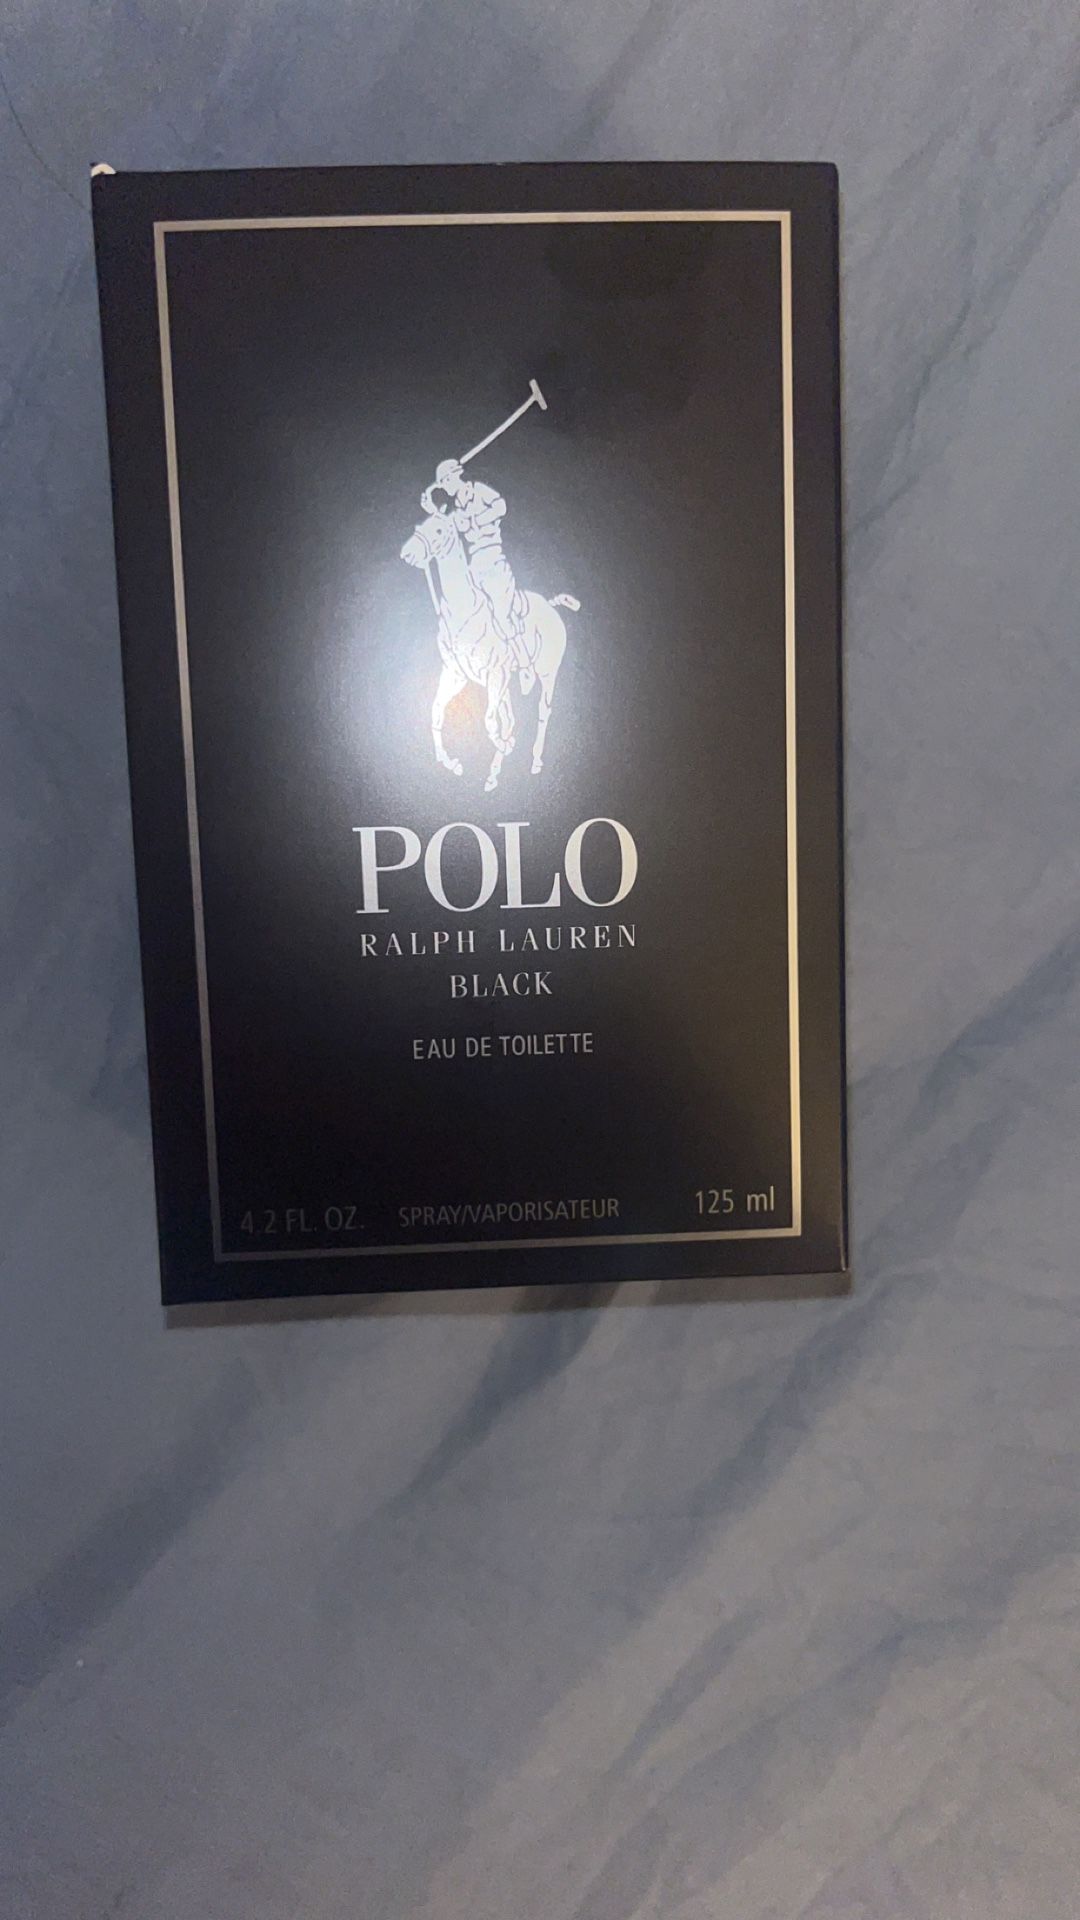 POLO
RALPH LAUREN
BLACK
EAU DE TOILETTE
4.2 FL. OZ. SPRAY/VAPORISATEUR 125 ml